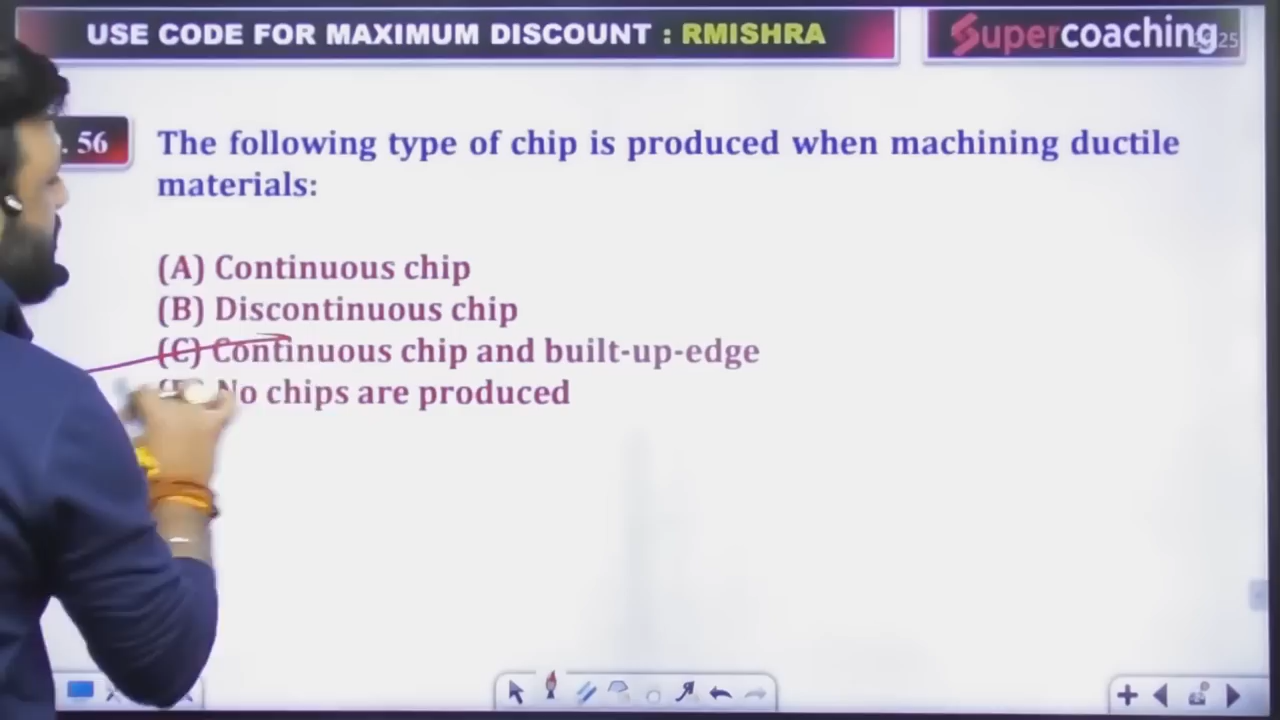 USE CODE FOR MAXIMUM DISCOUNT : RMISHRA
Supercoaching
. 56
The following type of chip is produced when machining ductile
materials:
(A) Continuous chip
(B) Discontinuous chip
(C) Continuous chip and built-up-edge
No chips are produced